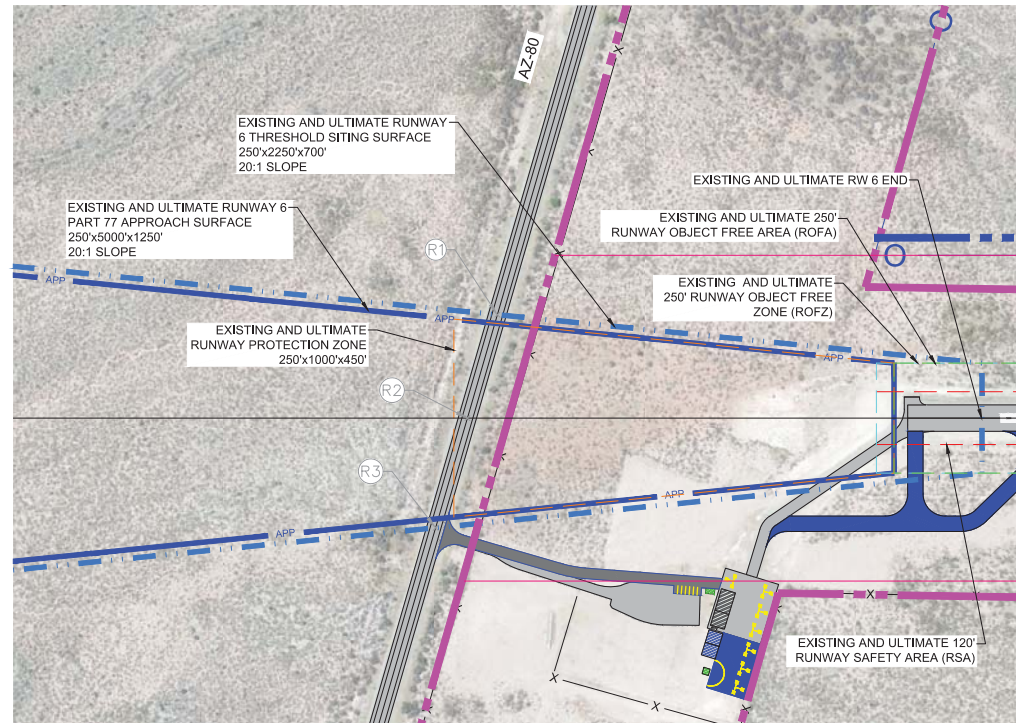 AZ-80
EXISTING AND ULTIMATE RUNWAY
6 THRESHOLD SITING SURFACE
250'x2250'x700'
20:1 SLOPE
EXISTING AND ULTIMATE RW 6 END
EXISTING AND ULTIMATE RUNWAY 6
PART 77 APPROACH SURFACE
250'x5000'x1250'
20:1 SLOPE
EXISTING AND ULTIMATE 250'
RUNWAY OBJECT FREE AREA (ROFA)
R1
EXISTING AND ULTIMATE
250' RUNWAY OBJECT FREE
ZONE (ROFZ)
APP
APP
EXISTING AND ULTIMATE
RUNWAY PROTECTION ZONE
250'x1000'x450'
APP
R2
R3
APP
APP
EXISTING AND ULTIMATE 120'
RUNWAY SAFETY AREA (RSA)